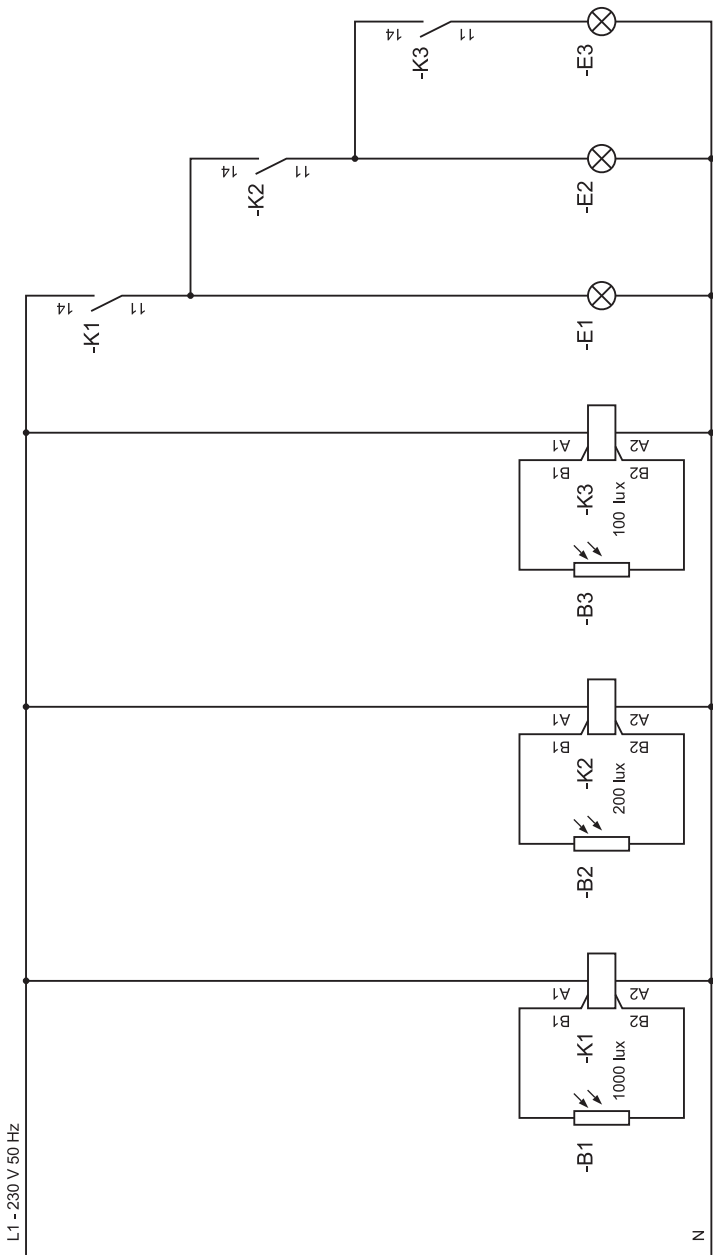 L1 - 230 V 50 Hz
N
-B1
1000 lux
-K1
B1
B2
A1
A2
-B2
200 lux
-K2
B1
B2
A1
A2
-B3
100 lux
-K3
B1
B2
A1
A2
-K1
14
11
-E1
-K2
14
11
-E2
-K3
14
11
-E3